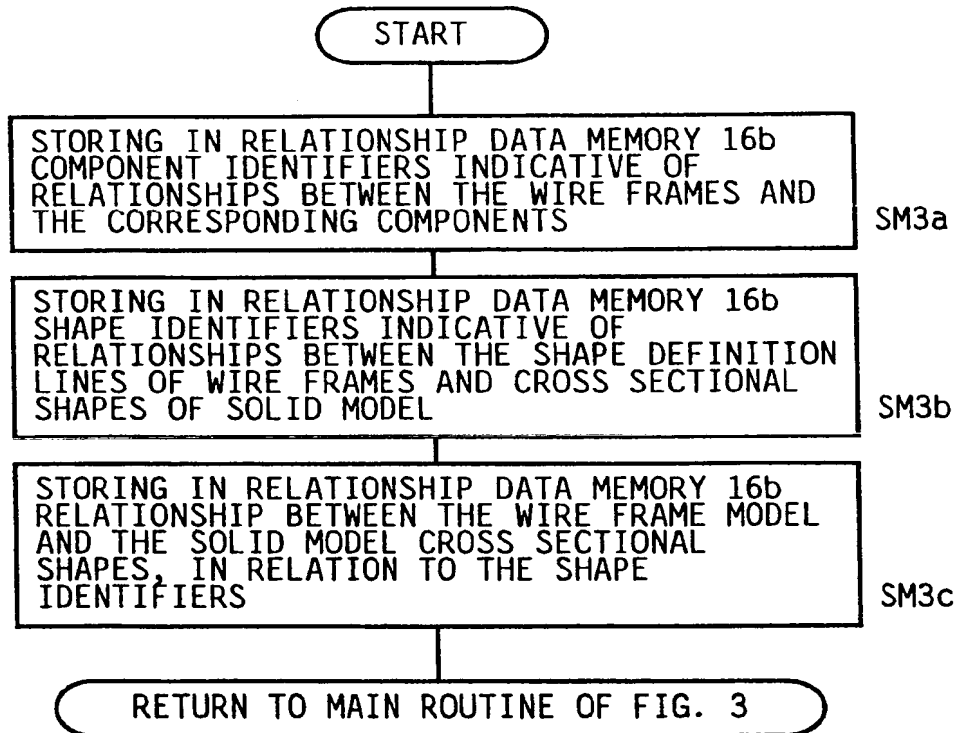 START
STORING IN RELATIONSHIP DATA MEMORY 16b
COMPONENT IDENTIFIERS INDICATIVE OF
RELATIONSHIPS BETWEEN THE WIRE FRAMES AND
THE CORRESPONDING COMPONENTS
SM3a
STORING IN RELATIONSHIP DATA MEMORY 16b
SHAPE IDENTIFIERS INDICATIVE OF
RELATIONSHIPS BETWEEN THE SHAPE DEFINITION
LINES OF WIRE FRAMES AND CROSS SECTIONAL
SHAPES OF SOLID MODEL
SM3b
STORING IN RELATIONSHIP DATA MEMORY 16b
RELATIONSHIP BETWEEN THE WIRE FRAME MODEL
AND THE SOLID MODEL CROSS SECTIONAL
SHAPES, IN RELATION TO THE SHAPE
IDENTIFIERS
SM3c
RETURN TO MAIN ROUTINE OF FIG. 3